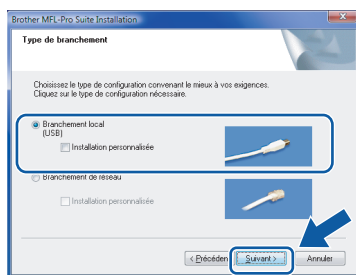 Brother MFL-Pro Suite Installation
Type de branchement
Choisissez le type de configuration convenant le mieux à vos exigences.
Cliquez sur le type de configuration nécessaire.
Branchement local
(USB)
Installation personnalisée
Branchement de réseau
Installation personnalisée
< Précéden
Suivant >
Annuler